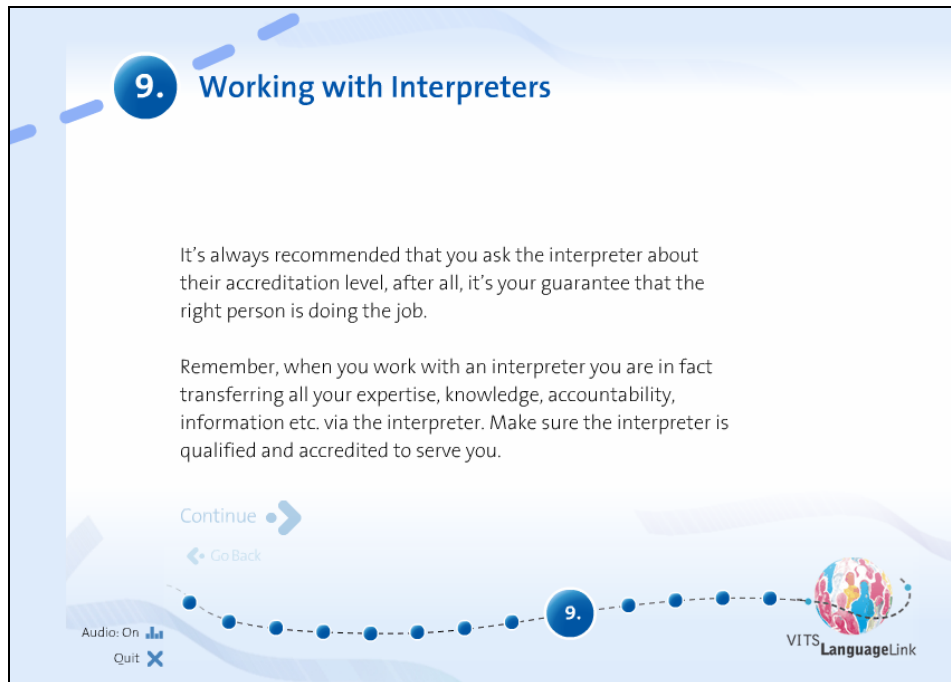 9. Working with Interpreters
It's always recommended that you ask the interpreter about
their accreditation level, after all, it's your guarantee that the
right person is doing the job.
Remember, when you work with an interpreter you are in fact
transferring all your expertise, knowledge, accountability,
information etc. via the interpreter. Make sure the interpreter is
qualified and accredited to serve you.
Continue
Go Back
9.
Audio: On
Quit
VITS LanguageLink